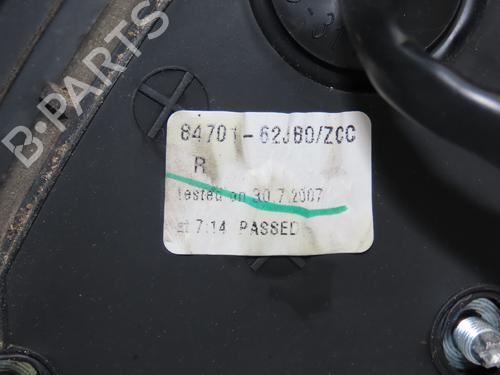 B-PARTS
84701-62JB0/ZCC
R
tested on 30.7.2007
at 7:14 PASSED